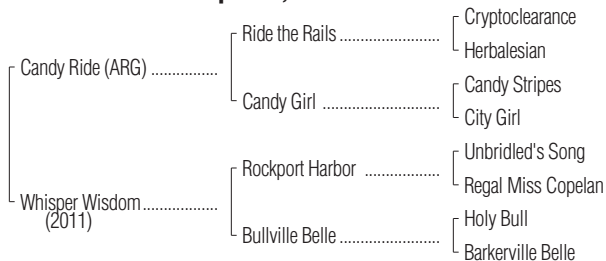 Cryptoclearance
Ride the Rails ....................
Herbalesian
Candy Ride (ARG) .............
Candy Stripes
Candy Girl .......................
City Girl
Unbridled's Song
Rockport Harbor ...............
Regal Miss Copelan
Whisper Wisdom ...............
(2011)
Holy Bull
Bullville Belle ....................
Barkerville Belle